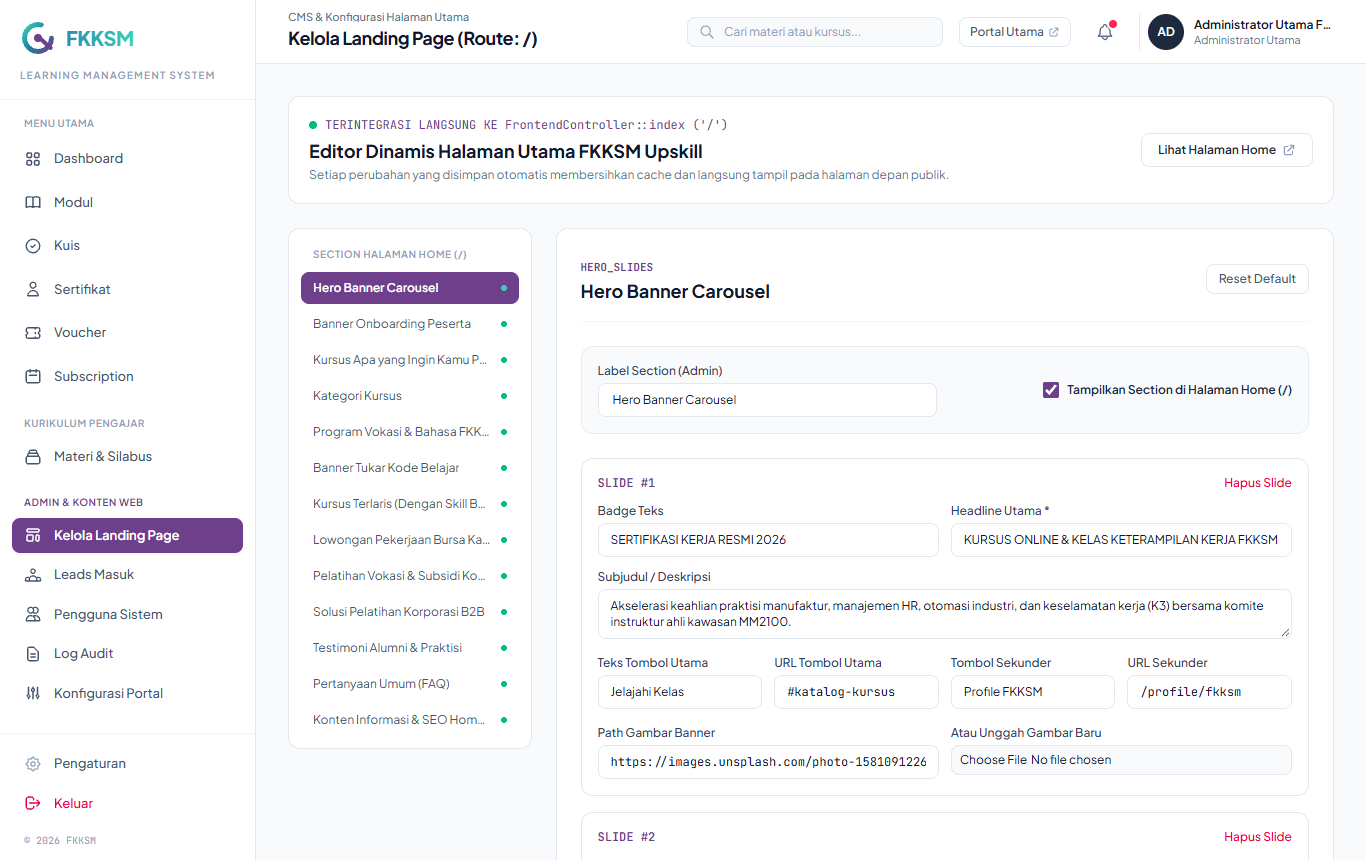 FKKSM
LEARNING MANAGEMENT SYSTEM
MENU UTAMA
Dashboard
Modul
Kuis
Sertifikat
Voucher
Subscription
KURIKULUM PENGAJAR
Materi & Silabus
ADMIN & KONTEN WEB
Kelola Landing Page
Leads Masuk
Pengguna Sistem
Log Audit
Konfigurasi Portal
Pengaturan
Keluar
© 2026 FKKSM
CMS & Konfigurasi Halaman Utama
Kelola Landing Page (Route: /)
Cari materi atau kursus...
Portal Utama
AD
Administrator Utama F...
Administrator Utama
TERINTEGRASI LANGSUNG KE FrontendController::index ('/')
Editor Dinamis Halaman Utama FKKSM Upskill
Setiap perubahan yang disimpan otomatis membersihkan cache dan langsung tampil pada halaman depan publik.
Lihat Halaman Home
SECTION HALAMAN HOME (/)
Hero Banner Carousel
Banner Onboarding Peserta
Kursus Apa yang Ingin Kamu P...
Kategori Kursus
Program Vokasi & Bahasa FKK...
Banner Tukar Kode Belajar
Kursus Terlaris (Dengan Skill B...
Lowongan Pekerjaan Bursa Ka...
Pelatihan Vokasi & Subsidi Ko...
Solusi Pelatihan Korporasi B2B
Testimoni Alumni & Praktisi
Pertanyaan Umum (FAQ)
Konten Informasi & SEO Hom...
HERO_SLIDES
Hero Banner Carousel
Reset Default
Label Section (Admin)
Hero Banner Carousel
Tampilkan Section di Halaman Home (/)
SLIDE #1
Hapus Slide
Badge Teks
Headline Utama *
SERTIFIKASI KERJA RESMI 2026
KURSUS ONLINE & KELAS KETERAMPILAN KERJA FKKSM
Subjudul / Deskripsi
Akselerasi keahlian praktisi manufaktur, manajemen HR, otomasi industri, dan keselamatan kerja (K3) bersama komite
instruktur ahli kawasan MM2100.
Teks Tombol Utama
URL Tombol Utama
Tombol Sekunder
URL Sekunder
Jelajahi Kelas
#katalog-kursus
Profile FKKSM
/profile/fkksm
Path Gambar Banner
Atau Unggah Gambar Baru
https://images.unsplash.com/photo-1581091226
Choose File No file chosen
SLIDE #2
Hapus Slide